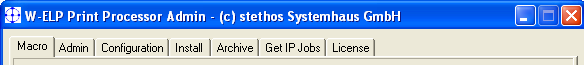 W-ELP Print Processor Admin - (c) stethos Systemhaus GmbH
Macro Admin Configuration Install Archive Get IP Jobs License